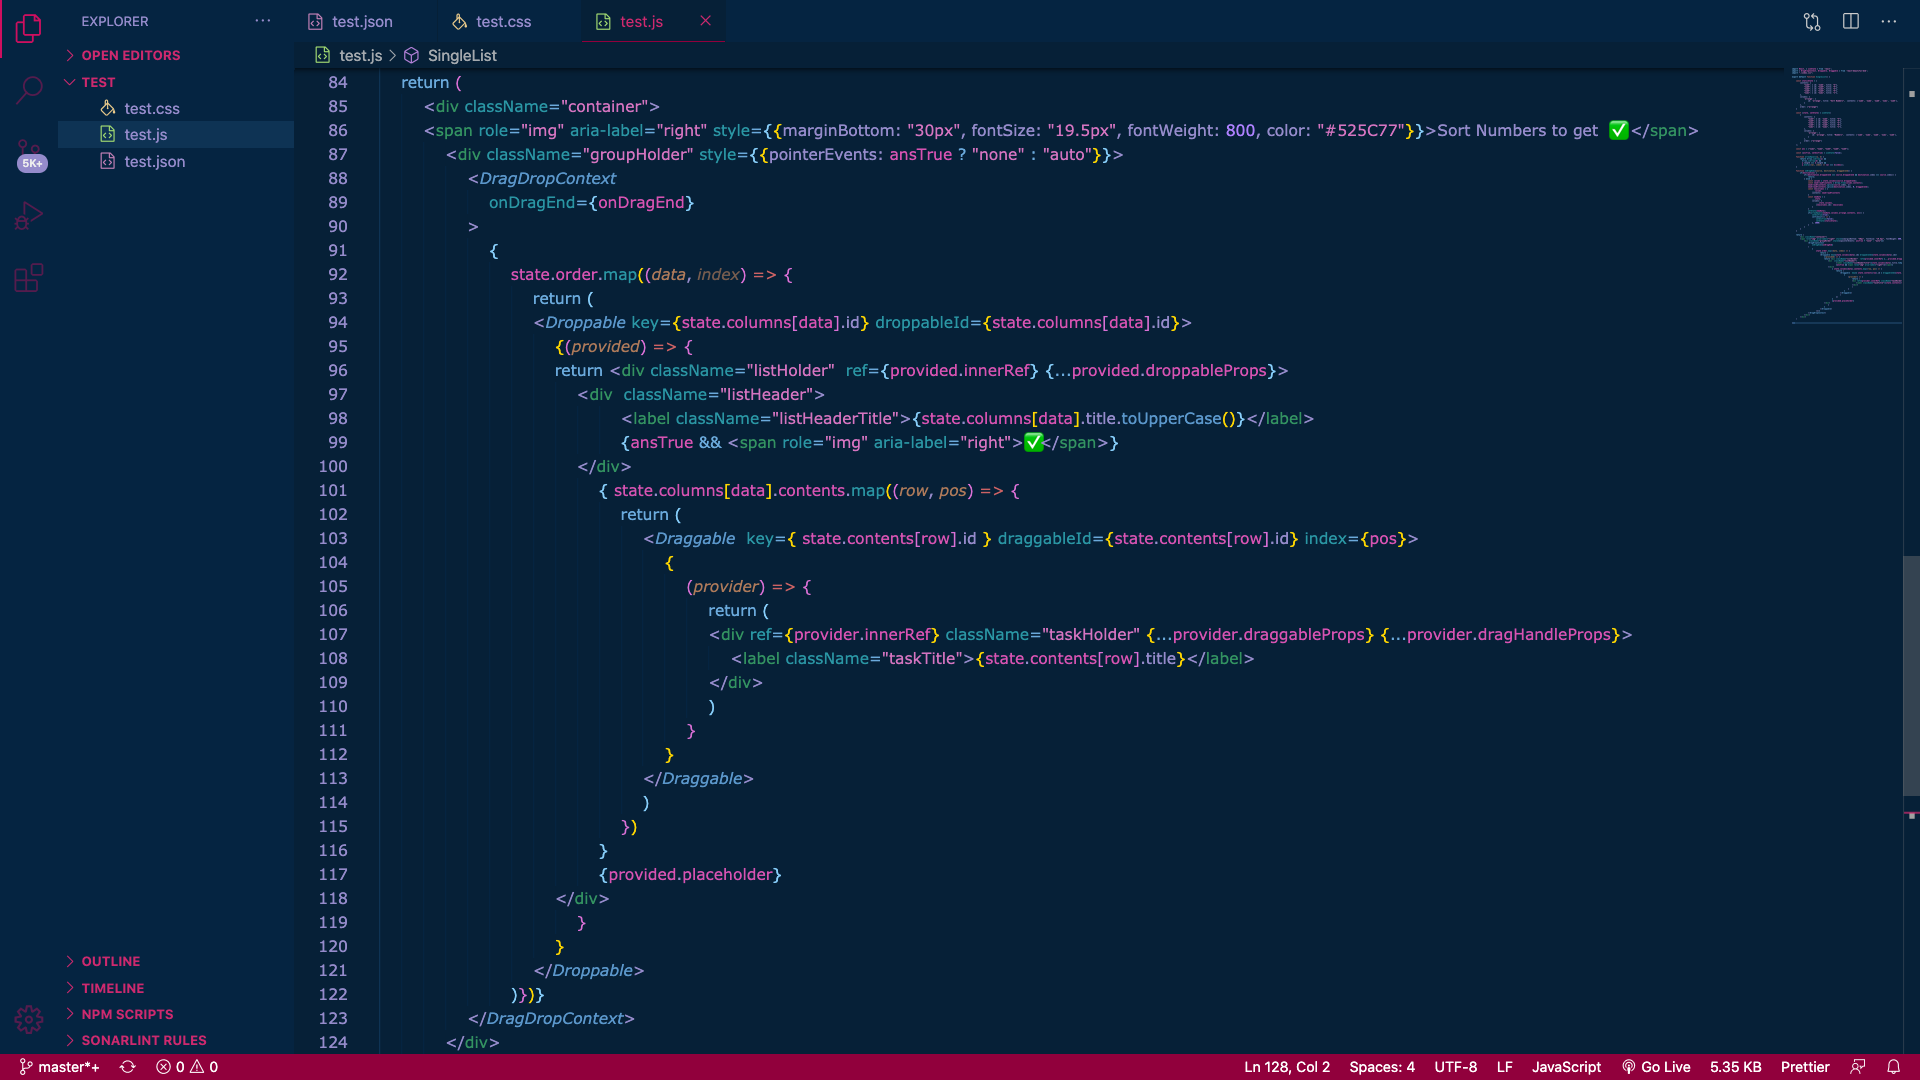 EXPLORER
OPEN EDITORS
TEST
test.css
test.js
test.json
5K+
OUTLINE
TIMELINE
NPM SCRIPTS
SONARLINT RULES
test.json
test.css
test.js
test.js > SingleList
84 return (
85 <div className="container">
86 <span role="img" aria-label="right" style={{marginBottom: "30px", fontSize: "19.5px", fontWeight: 800, color: "#525C77"}}>Sort Numbers to get ✅</span>
87 <div className="groupHolder" style={{pointerEvents: ansTrue ? "none" : "auto"}}>
88 <DragDropContext
89 onDragEnd={onDragEnd}
90 >
91 {
92 state.order.map((data, index) => {
93 return (
94 <Droppable key={state.columns[data].id} droppableId={state.columns[data].id}>
95 {(provided) => {
96 return <div className="listHolder"  ref={provided.innerRef} {...provided.droppableProps}>
97 <div  className="listHeader">
98 <label className="listHeaderTitle">{state.columns[data].title.toUpperCase()}</label>
99 {ansTrue && <span role="img" aria-label="right">✅</span>}
100 </div>
101 { state.columns[data].contents.map((row, pos) => {
102 return (
103 <Draggable  key={ state.contents[row].id } draggableId={state.contents[row].id} index={pos}>
104 {
105 (provider) => {
106 return (
107 <div ref={provider.innerRef} className="taskHolder" {...provider.draggableProps} {...provider.dragHandleProps}>
108 <label className="taskTitle">{state.contents[row].title}</label>
109 </div>
110 )
111 }
112 }
113 </Draggable>
114 )
115 })
116 }
117 {provided.placeholder}
118 </div>
119 }
120 }
121 </Droppable>
122 )})}
123 </DragDropContext>
124 </div>
master*+ 0 0 Ln 128, Col 2 Spaces: 4 UTF-8 LF JavaScript Go Live 5.35 KB Prettier